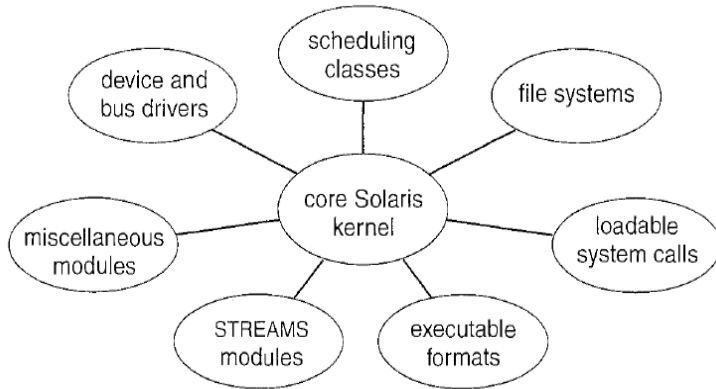 scheduling
classes
device and
bus drivers
file systems
core Solaris
kernel
miscellaneous
modules
loadable
system calls
STREAMS
modules
executable
formats